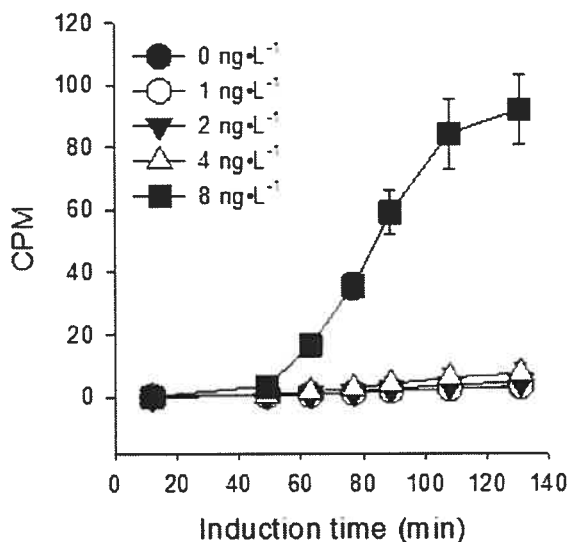 120
100
80
60
40
20
0
CPM
0 ng•L⁻¹
1 ng•L⁻¹
2 ng•L⁻¹
4 ng•L⁻¹
8 ng•L⁻¹
0 20 40 60 80 100 120 140
Induction time (min)